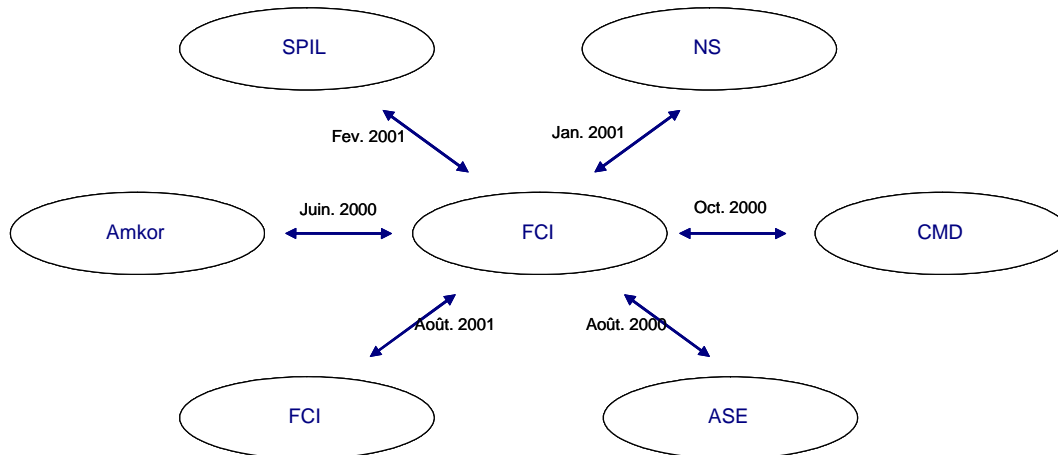 SPIL
NS
Fev. 2001
Jan. 2001
Juin. 2000
Oct. 2000
Amkor
FCI
CMD
Août. 2001
Août. 2000
FCI
ASE